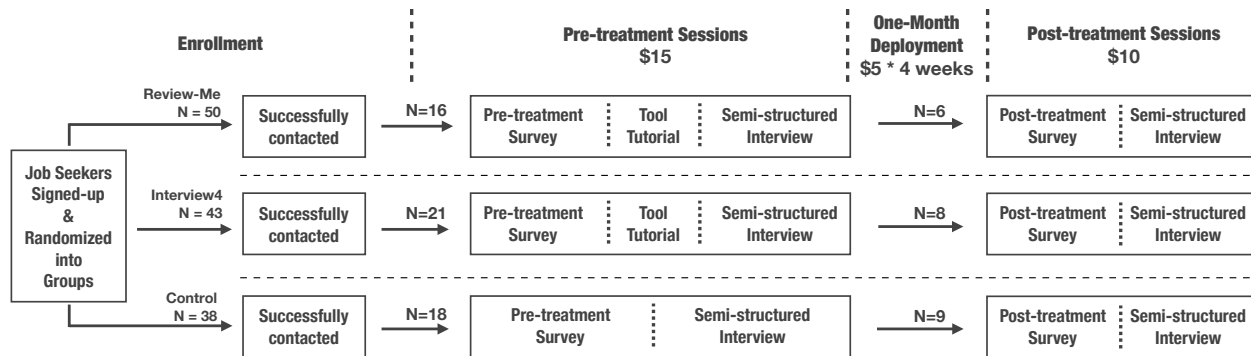 Enrollment
Pre-treatment Sessions
$15
One-Month
Deployment
$5 * 4 weeks
Post-treatment Sessions
$10
Job Seekers
Signed-up
&
Randomized
into
Groups
Review-Me
N = 50
Successfully
contacted
N=16
Pre-treatment
Survey
Tool
Tutorial
Semi-structured
Interview
N=6
Post-treatment
Survey
Semi-structured
Interview
Interview4
N = 43
Successfully
contacted
N=21
Pre-treatment
Survey
Tool
Tutorial
Semi-structured
Interview
N=8
Post-treatment
Survey
Semi-structured
Interview
Control
N = 38
Successfully
contacted
N=18
Pre-treatment
Survey
Semi-structured
Interview
N=9
Post-treatment
Survey
Semi-structured
Interview